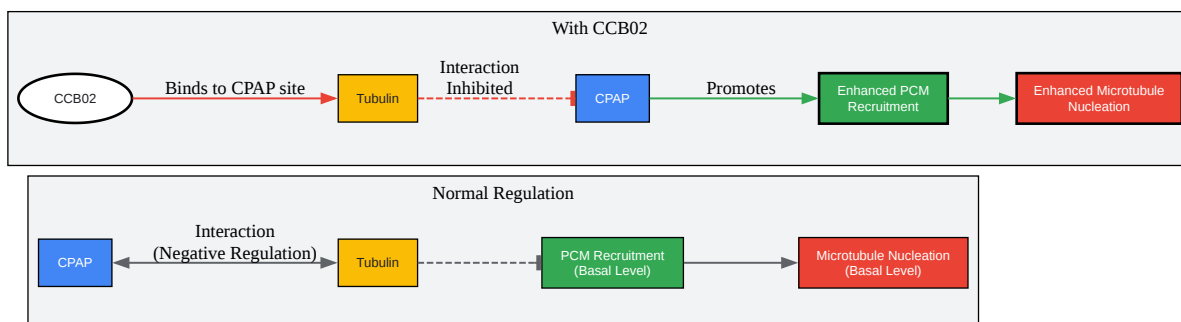 With CCB02
CCB02
Binds to CPAP site
Tubulin
Interaction
Inhibited
CPAP
Promotes
Enhanced PCM
Recruitment
Enhanced Microtubule
Nucleation
Normal Regulation
CPAP
Interaction
(Negative Regulation)
Tubulin
PCM Recruitment
(Basal Level)
Microtubule Nucleation
(Basal Level)